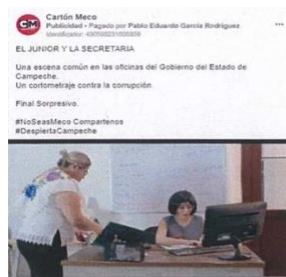 CM
Cartón Meco
Publicidad • Pagado por Pablo Eduardo García Rodríguez
EL JUNIOR Y LA SECRETARIA
Una escena común en las oficinas del Gobierno del Estado de
Campeche.
Un cortometraje contra la corrupción
Final Sorpresivo.
#NoSeasMeco Compartenos
#DespiertaCampeche